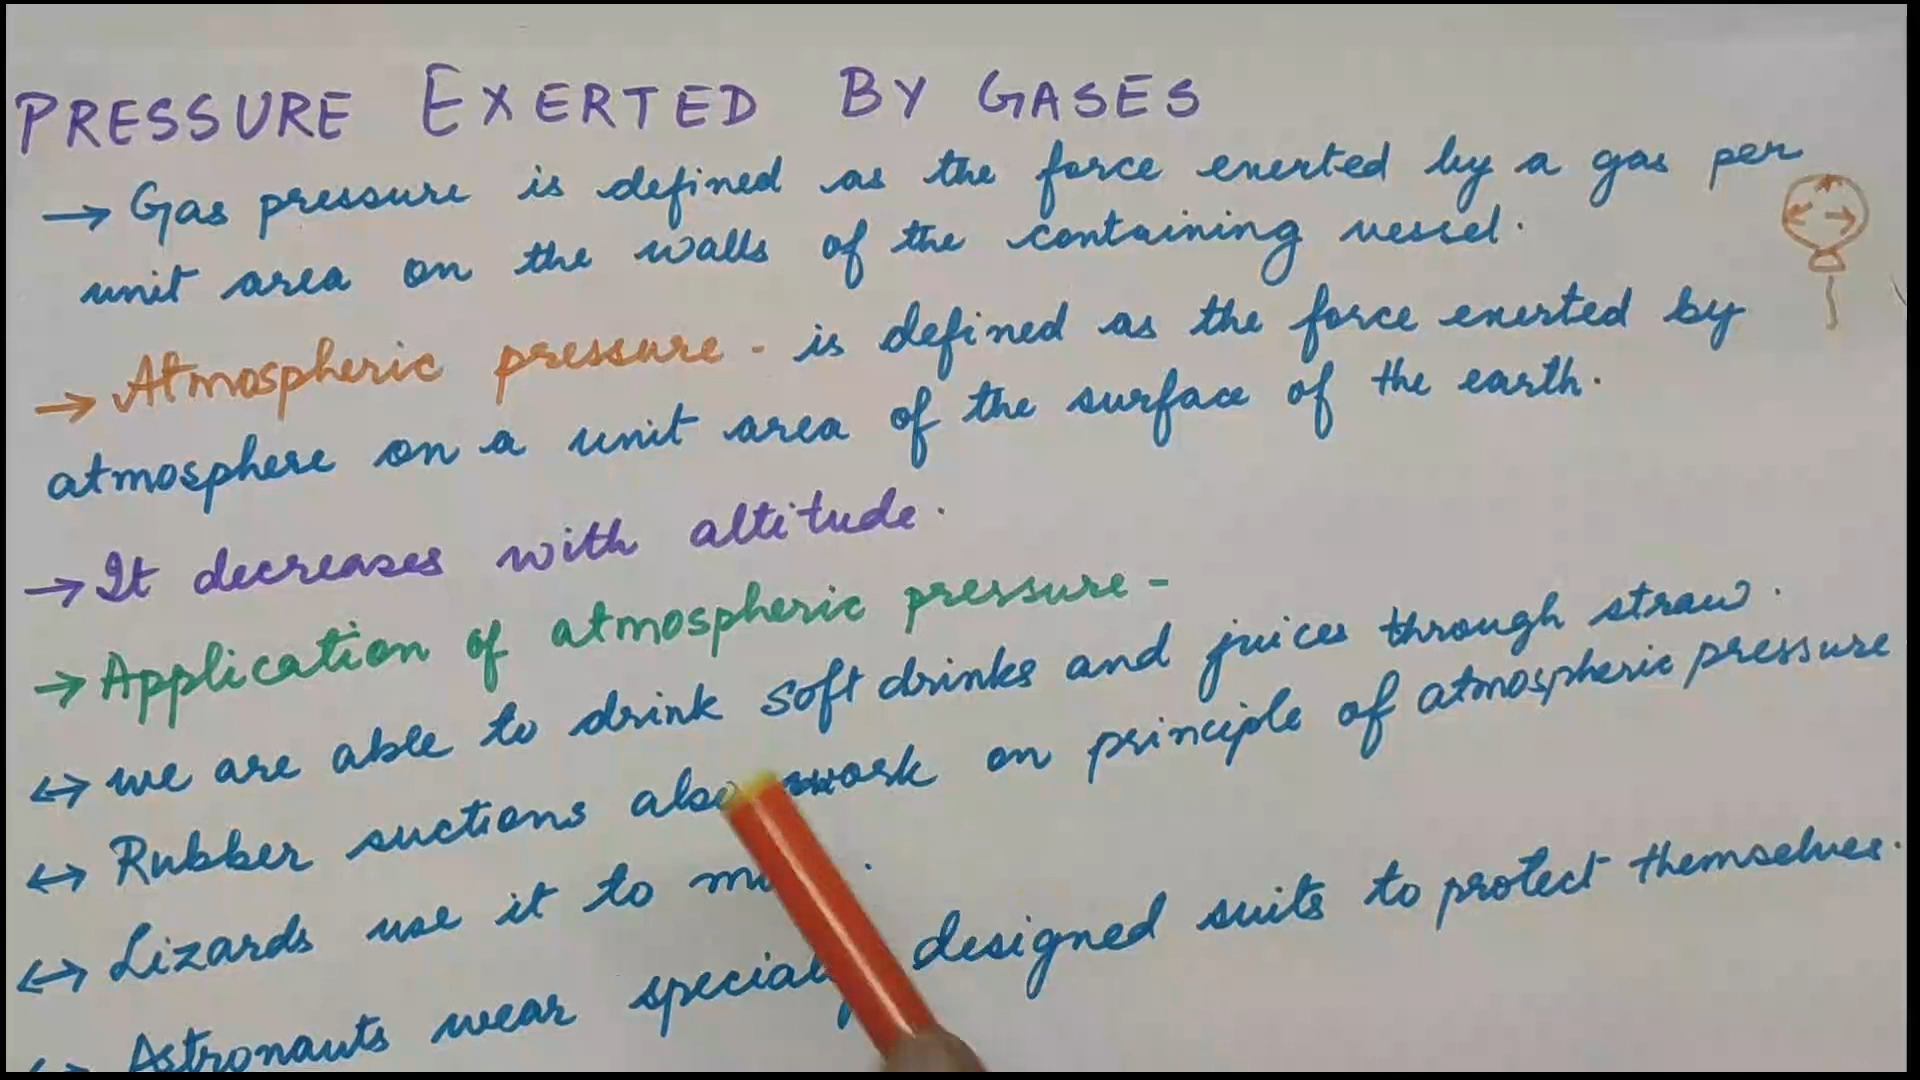 PRESSURE EXERTED BY GASES
→ Gas pressure is defined as the force exerted by a gas per
unit area on the walls of the containing vessel.
→ Atmospheric pressure - is defined as the force exerted by
atmosphere on a unit area of the surface of the earth.
→ It decreases with altitude.
→ Application of atmospheric pressure -
↔ we are able to drink soft drinks and juices through straw.
↔ Rubber suctions also work on principle of atmospheric pressure
↔ Lizards use it to
↔ Astronauts wear designed suits to protect themselves.